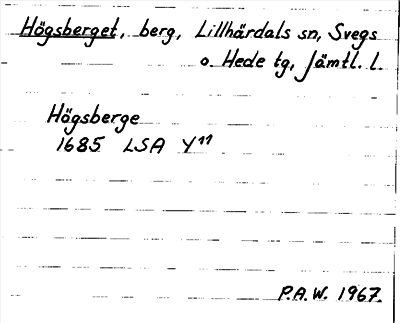 Högsberget, berg, Lillhärdals sn, Svegs
o. Hede tg, Jämtl. l.
Högsberge
1685 LSA Y11
P.A.W. 1967.